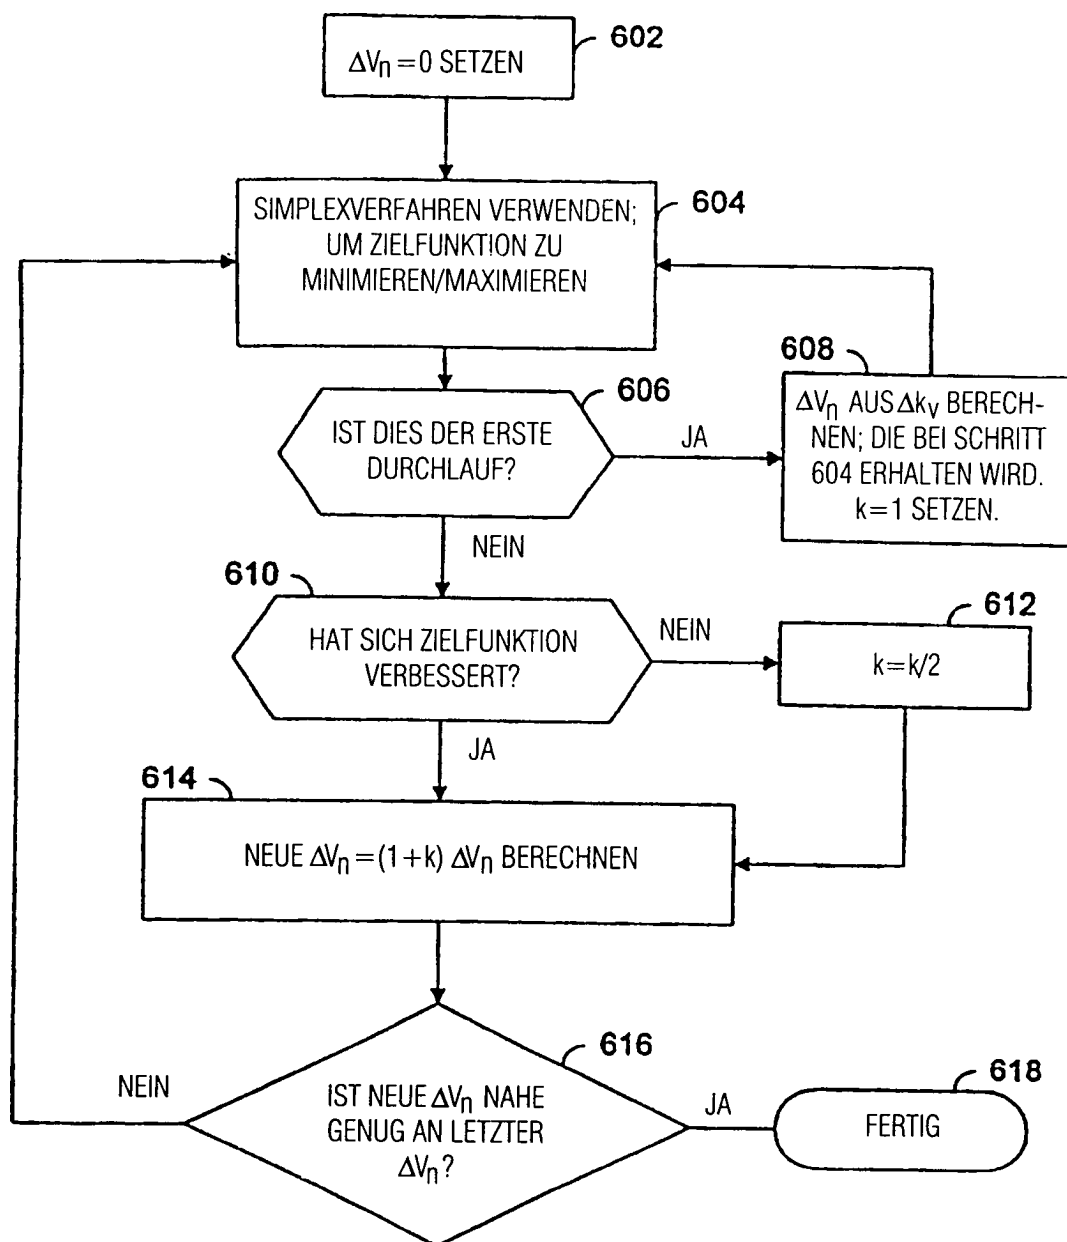 602
ΔVn=0 SETZEN
604
SIMPLEXVERFAHREN VERWENDEN;
UM ZIELFUNKTION ZU
MINIMIEREN/MAXIMIEREN
606
IST DIES DER ERSTE
DURCHLAUF?
JA
608
ΔVn AUS Δkv BERECH-
NEN; DIE BEI SCHRITT
604 ERHALTEN WIRD.
k=1 SETZEN.
NEIN
610
HAT SICH ZIELFUNKTION
VERBESSERT?
NEIN
612
k=k/2
JA
614
NEUE ΔVn=(1+k) ΔVn BERECHNEN
616
IST NEUE ΔVn NAHE
GENUG AN LETZTER
ΔVn?
NEIN
JA
618
FERTIG